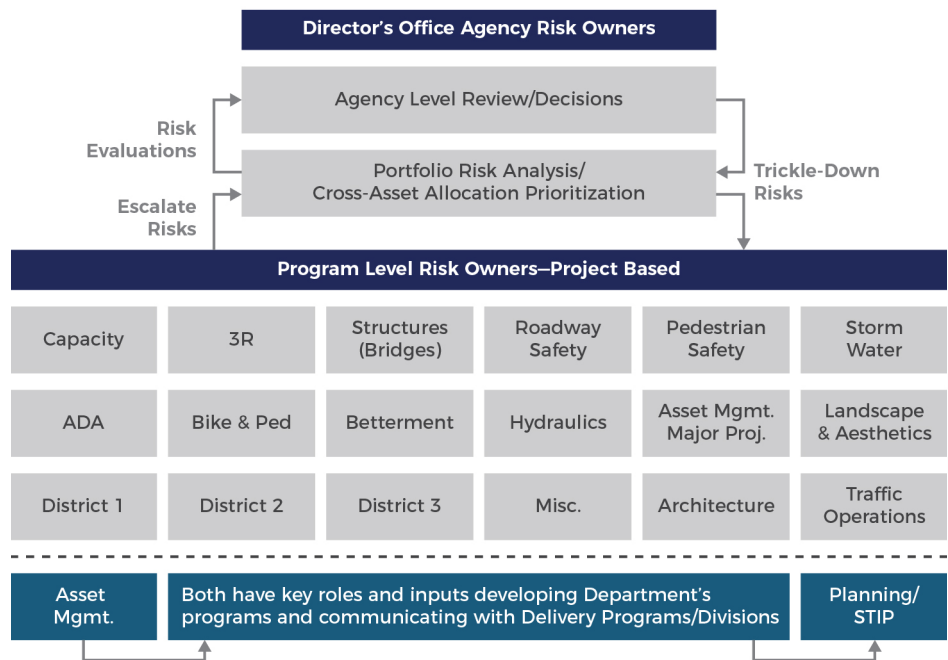 Director's Office Agency Risk Owners
Agency Level Review/Decisions
Risk
Evaluations
Portfolio Risk Analysis/
Cross-Asset Allocation Prioritization
Trickle-Down
Risks
Escalate
Risks
Program Level Risk Owners—Project Based
Capacity
3R
Structures
(Bridges)
Roadway
Safety
Pedestrian
Safety
Storm
Water
ADA
Bike & Ped
Betterment
Hydraulics
Asset Mgmt.
Major Proj.
Landscape
& Aesthetics
District 1
District 2
District 3
Misc.
Architecture
Traffic
Operations
Asset
Mgmt.
Both have key roles and inputs developing Department's
programs and communicating with Delivery Programs/Divisions
Planning/
STIP